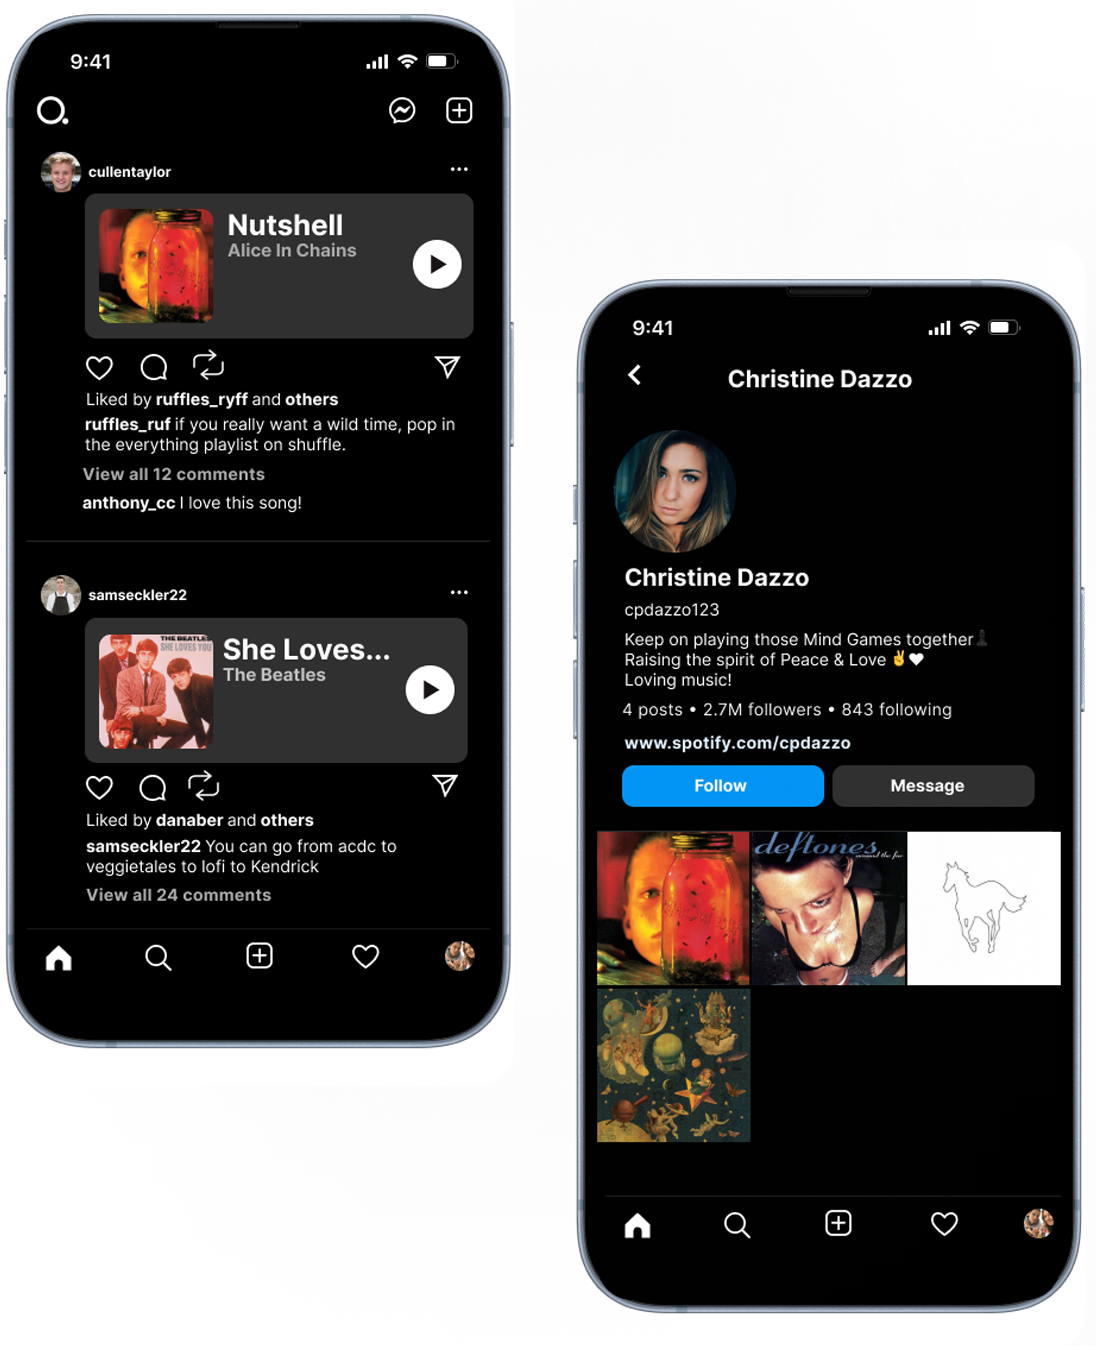 9:41
cullentaylor
Nutshell
Alice In Chains
Liked by ruffles_ryff and others
ruffles_ruf if you really want a wild time, pop in
the everything playlist on shuffle.
View all 12 comments
anthony_cc I love this song!
samseckler22
THE BEATLES
SHE LOVES YOU
She Loves...
The Beatles
Liked by danaber and others
samseckler22 You can go from acdc to
veggietales to lofi to Kendrick
View all 24 comments
9:41
Christine Dazzo
Christine Dazzo
cpdazzo123
Keep on playing those Mind Games together♟️
Raising the spirit of Peace & Love ✌️🤍
Loving music!
4 posts • 2.7M followers • 843 following
www.spotify.com/cpdazzo
Follow
Message
deftones
around the fur